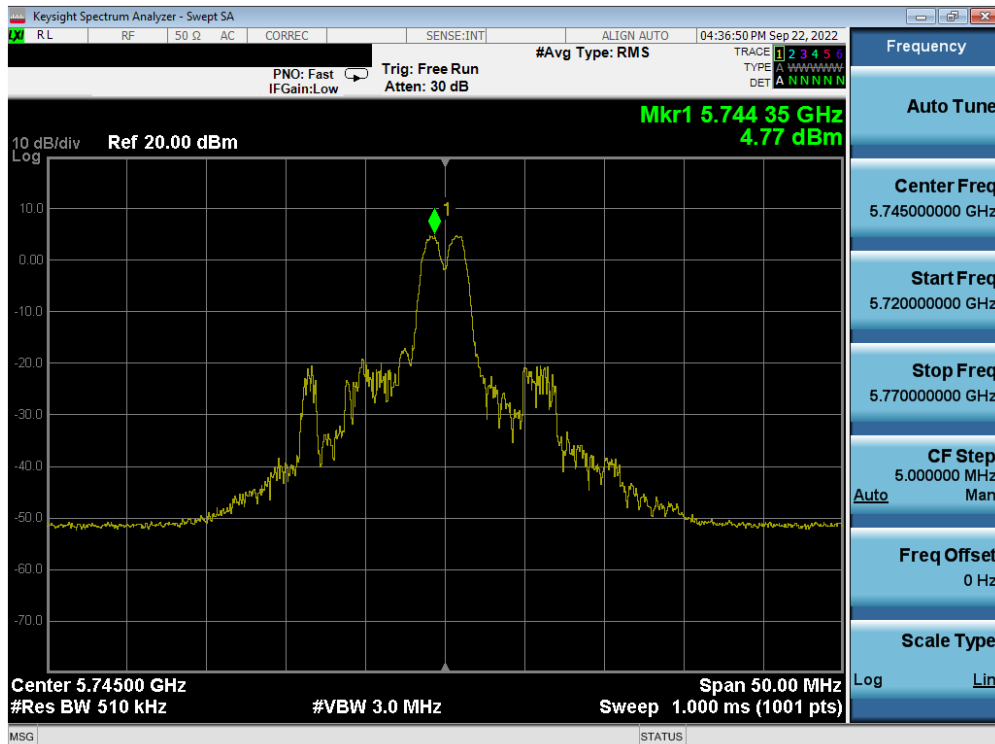 Keysight Spectrum Analyzer - Swept SA
LXI RL RF 50 Ω AC CORREC SENSE:INT ALIGN AUTO 04:36:50 PM Sep 22, 2022
PNO: Fast
IFGain:Low
Trig: Free Run
Atten: 30 dB
#Avg Type: RMS
TRACE 1 2 3 4 5 6
TYPE A WWWWW
DET A N N N N N
Mkr1 5.744 35 GHz
4.77 dBm
10 dB/div Ref 20.00 dBm
Log
10.0
0.00
-10.0
-20.0
-30.0
-40.0
-50.0
-60.0
-70.0
1
Center 5.74500 GHz Span 50.00 MHz
#Res BW 510 kHz #VBW 3.0 MHz Sweep 1.000 ms (1001 pts)
MSG STATUS
Frequency
Auto Tune
Center Freq
5.745000000 GHz
Start Freq
5.720000000 GHz
Stop Freq
5.770000000 GHz
CF Step
5.000000 MHz
Auto Man
Freq Offset
0 Hz
Scale Type
Log Lin